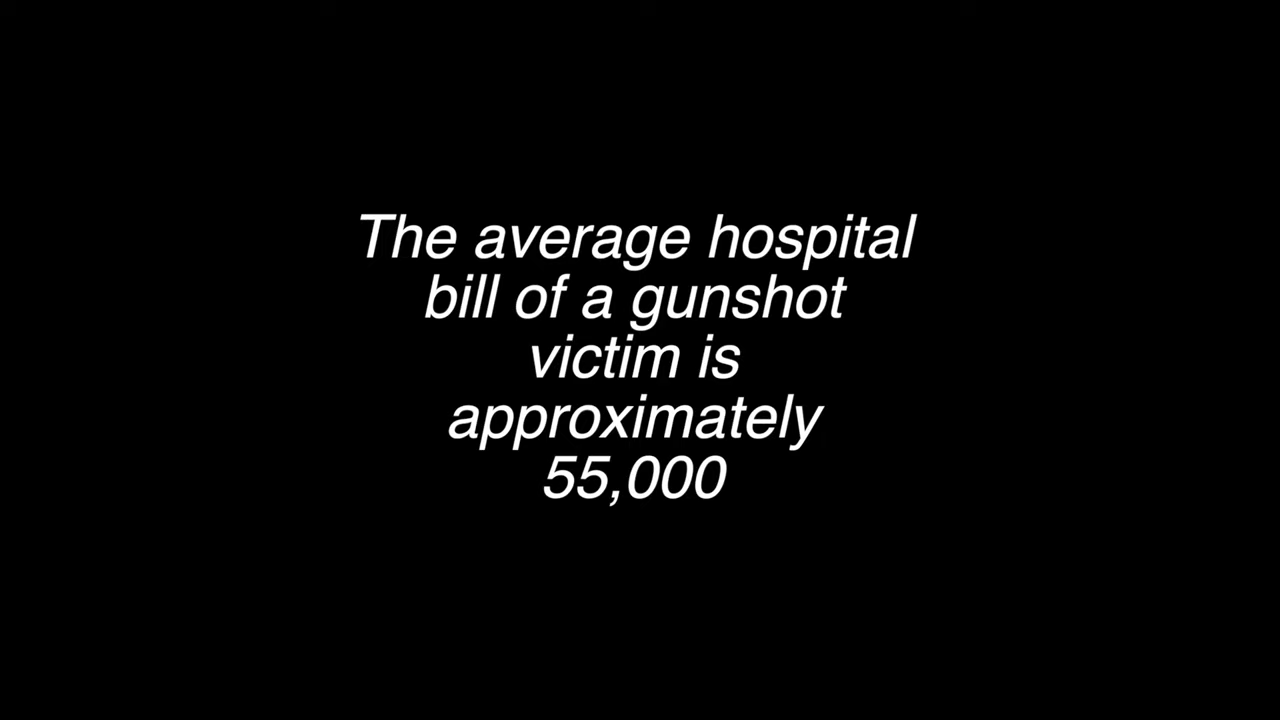 The average hospital
bill of a gunshot
victim is
approximately
55,000